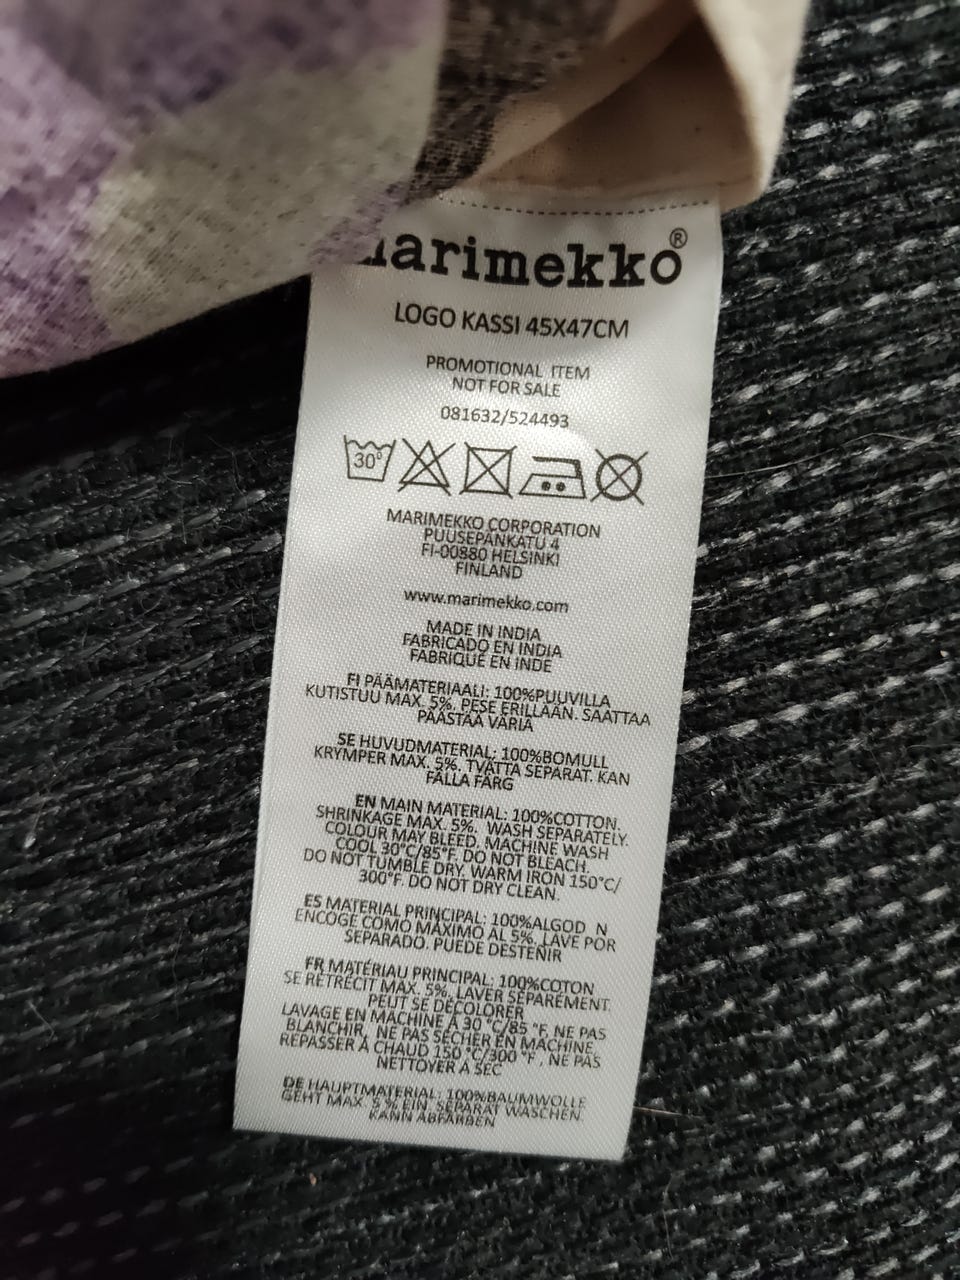 marimekko®
LOGO KASSI 45X47CM
PROMOTIONAL ITEM
NOT FOR SALE
081632/524493
30°
MARIMEKKO CORPORATION
PUUSEPÄNKATU 4
FI-00880 HELSINKI
FINLAND
www.marimekko.com
MADE IN INDIA
FABRICADO EN INDIA
FABRIQUÉ EN INDE
FI PÄÄMATERIAALI: 100%PUUVILLA
KUTISTUU MAX. 5%. PESE ERILLÄÄN. SAATTAA
PÄÄSTÄÄ VÄRIÄ
SE HUVUDMATERIAL: 100%BOMULL
KRYMPER MAX. 5%. TVÄTTA SEPARAT. KAN
FÄLLA FÄRG
EN MAIN MATERIAL: 100%COTTON.
SHRINKAGE MAX. 5%. WASH SEPARATELY.
COLOUR MAY BLEED. MACHINE WASH
COOL 30°C/85°F. DO NOT BLEACH.
DO NOT TUMBLE DRY. WARM IRON 150°C/
300°F. DO NOT DRY CLEAN.
ES MATERIAL PRINCIPAL: 100%ALGOD N
ENCOGE COMO MÁXIMO AL 5%. LAVE POR
SEPARADO. PUEDE DESTEÑIR
FR MATÉRIAU PRINCIPAL: 100%COTON
SE RÉTRÉCIT MAX. 5%. LAVER SÉPARÉMENT.
PEUT SE DÉCOLORER
LAVAGE EN MACHINE À 30 °C/85 °F. NE PAS
BLANCHIR. NE PAS SÉCHER EN MACHINE.
REPASSER À CHAUD 150 °C/300 °F . NE PAS
NETTOYER À SEC
DE HAUPTMATERIAL: 100%BAUMWOLLE
GEHT MAX. 5 % EIN. SEPARAT WASCHEN.
KANN ABFÄRBEN